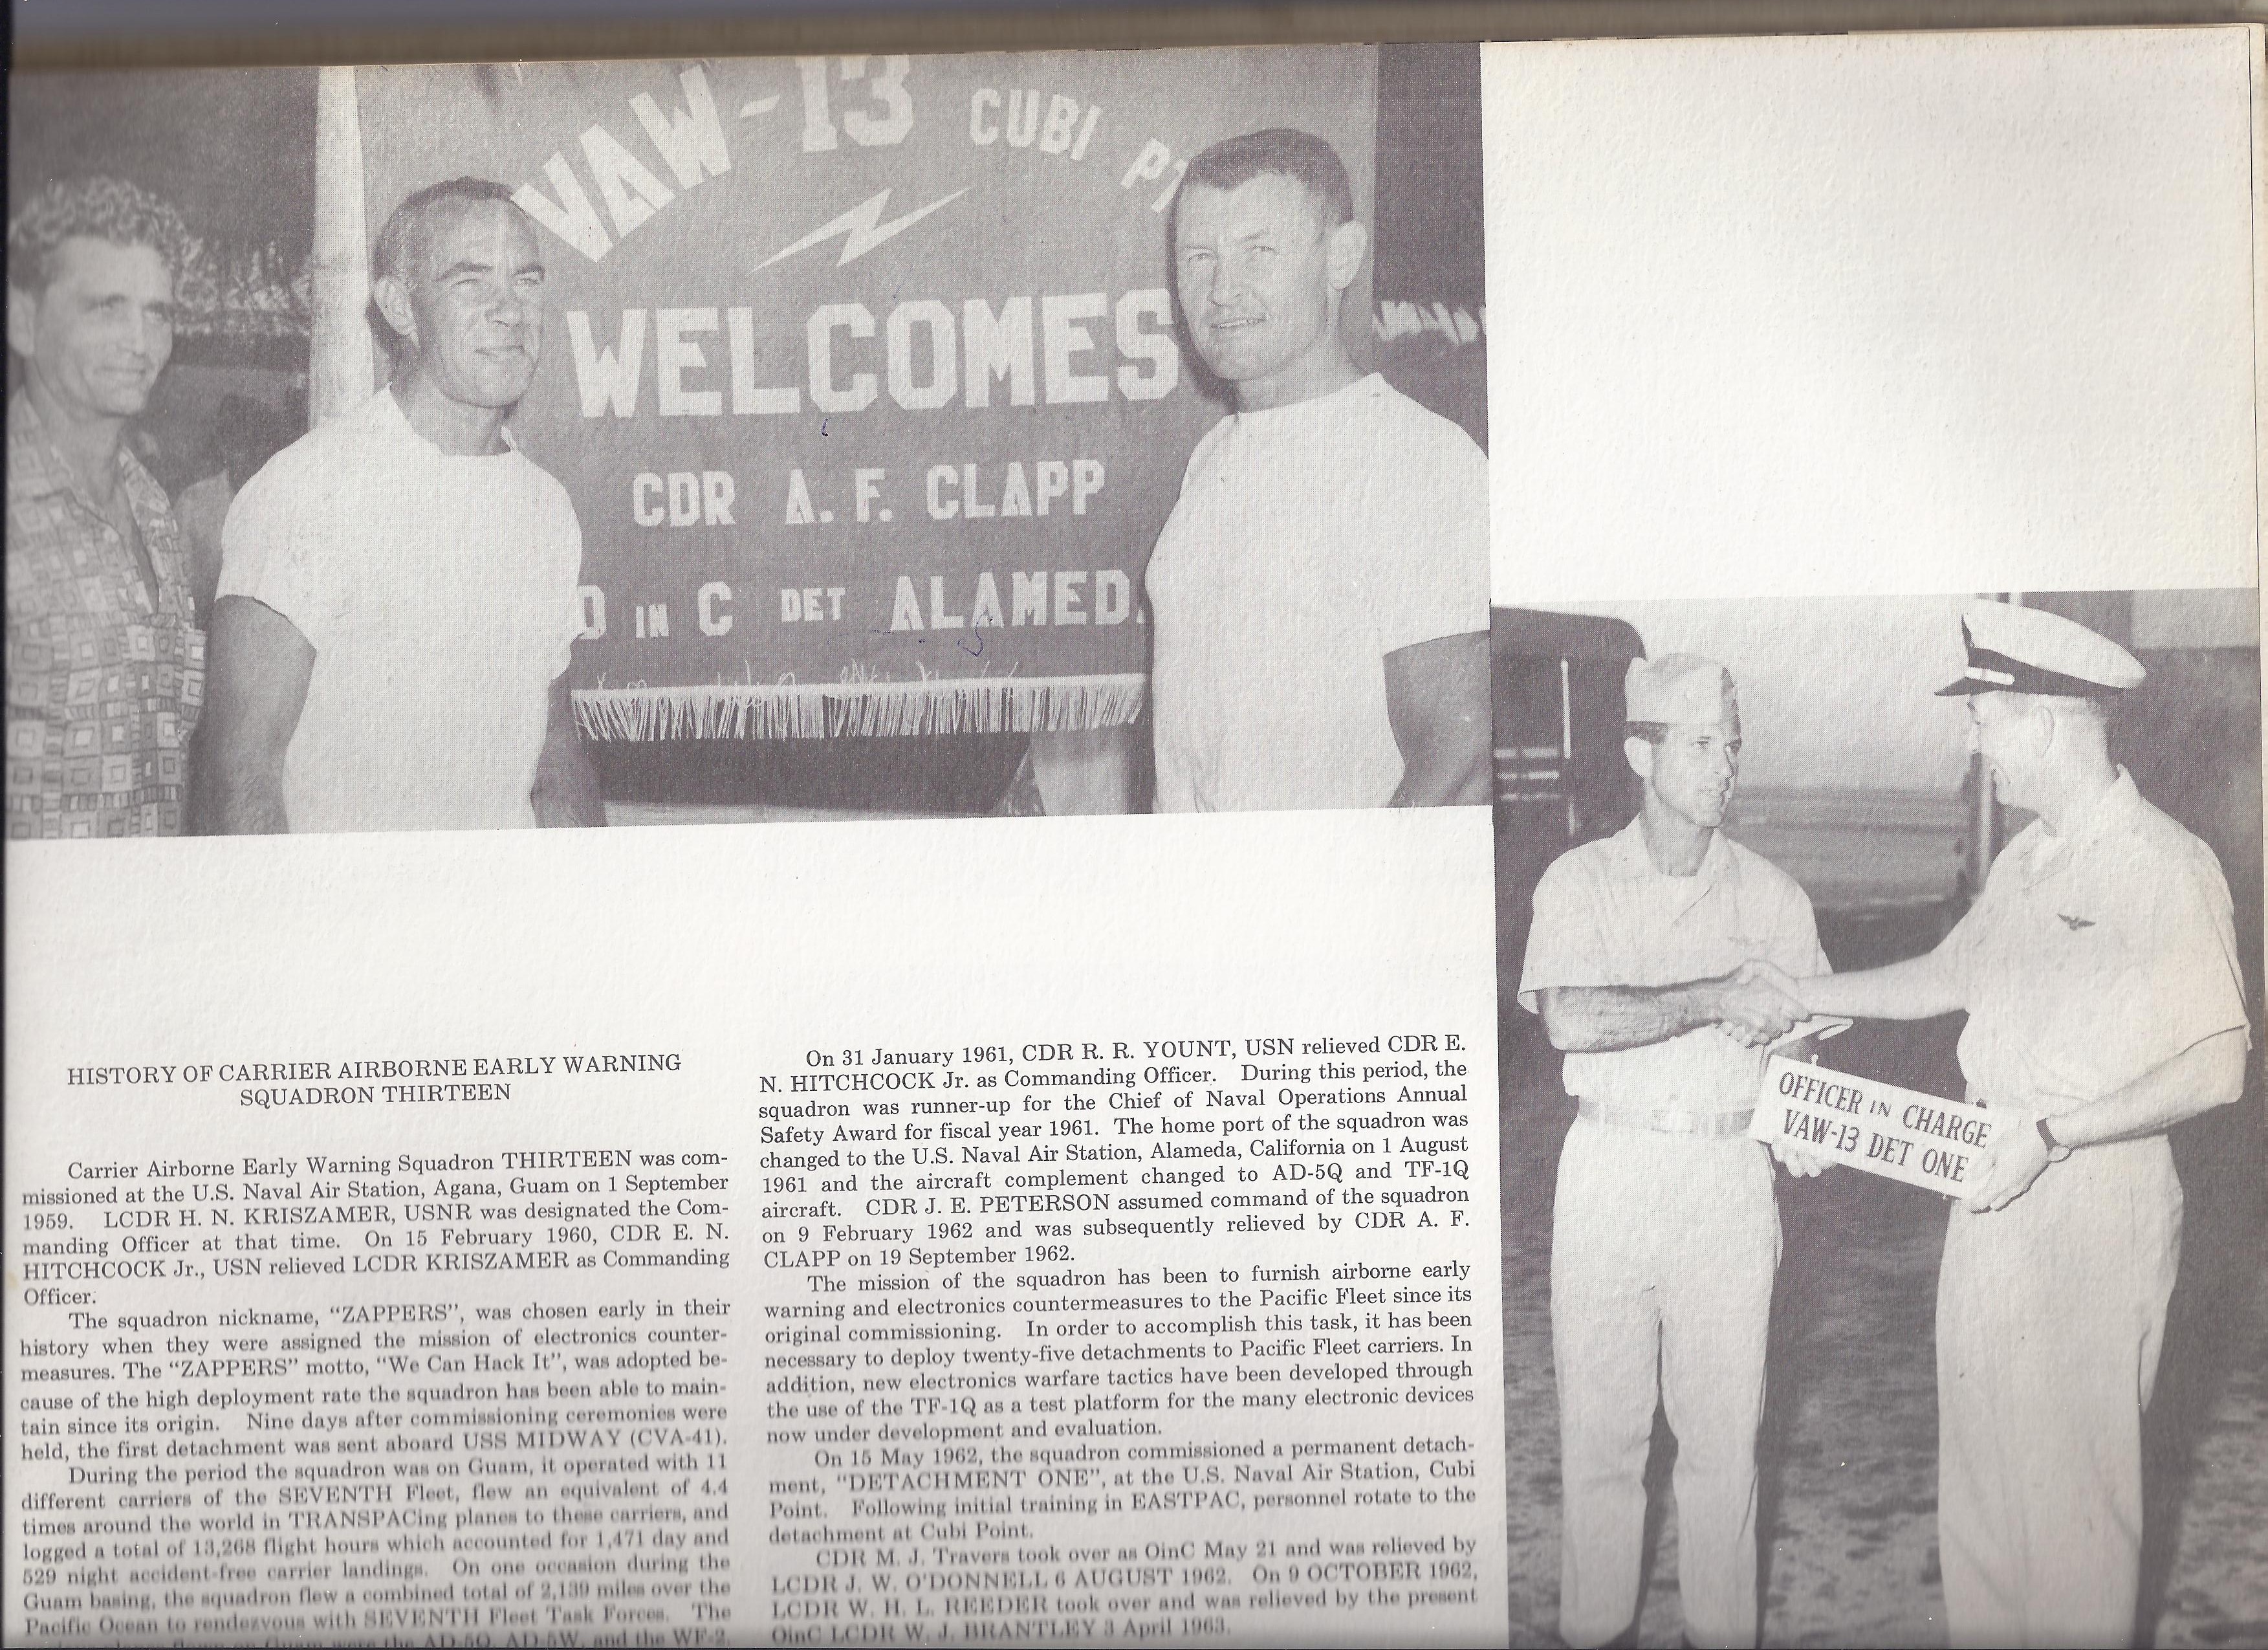 VAW-13 CUBI
WELCOMES
CDR A. F. CLAPP
IN C DET ALAMED
OFFICER IN CHARGE
VAW-13 DET ONE
HISTORY OF CARRIER AIRBORNE EARLY WARNING
SQUADRON THIRTEEN
Carrier Airborne Early Warning Squadron THIRTEEN was com-
missioned at the U.S. Naval Air Station, Agana, Guam on 1 September
1959. LCDR H. N. KRISZAMER, USNR was designated the Com-
manding Officer at that time. On 15 February 1960, CDR E. N.
HITCHCOCK Jr., USN relieved LCDR KRISZAMER as Commanding
Officer.
The squadron nickname, "ZAPPERS", was chosen early in their
history when they were assigned the mission of electronics counter-
measures. The "ZAPPERS" motto, "We Can Hack It", was adopted be-
cause of the high deployment rate the squadron has been able to main-
tain since its origin. Nine days after commissioning ceremonies were
held, the first detachment was sent aboard USS MIDWAY (CVA-41).
During the period the squadron was on Guam, it operated with 11
different carriers of the SEVENTH Fleet, flew an equivalent of 4.4
times around the world in TRANSPACing planes to these carriers, and
logged a total of 13,268 flight hours which accounted for 1,471 day and
529 night accident-free carrier landings. On one occasion during the
Guam basing, the squadron flew a combined total of 2,139 miles over the
Pacific Ocean to rendezvous with SEVENTH Fleet Task Forces. The
flown on Guam were the AD-5Q, AD-5W, and the WF-2.
On 31 January 1961, CDR R. R. YOUNT, USN relieved CDR E.
N. HITCHCOCK Jr. as Commanding Officer. During this period, the
squadron was runner-up for the Chief of Naval Operations Annual
Safety Award for fiscal year 1961. The home port of the squadron was
changed to the U.S. Naval Air Station, Alameda, California on 1 August
1961 and the aircraft complement changed to AD-5Q and TF-1Q
aircraft. CDR J. E. PETERSON assumed command of the squadron
on 9 February 1962 and was subsequently relieved by CDR A. F.
CLAPP on 19 September 1962.
The mission of the squadron has been to furnish airborne early
warning and electronics countermeasures to the Pacific Fleet since its
original commissioning. In order to accomplish this task, it has been
necessary to deploy twenty-five detachments to Pacific Fleet carriers. In
addition, new electronics warfare tactics have been developed through
the use of the TF-1Q as a test platform for the many electronic devices
now under development and evaluation.
On 15 May 1962, the squadron commissioned a permanent detach-
ment, "DETACHMENT ONE", at the U.S. Naval Air Station, Cubi
Point. Following initial training in EASTPAC, personnel rotate to the
detachment at Cubi Point.
CDR M. J. Travers took over as OinC May 21 and was relieved by
LCDR J. W. O'DONNELL 6 AUGUST 1962. On 9 OCTOBER 1962,
LCDR W. H. L. REEDER took over and was relieved by the present
OinC LCDR W. J. BRANTLEY 3 April 1963.